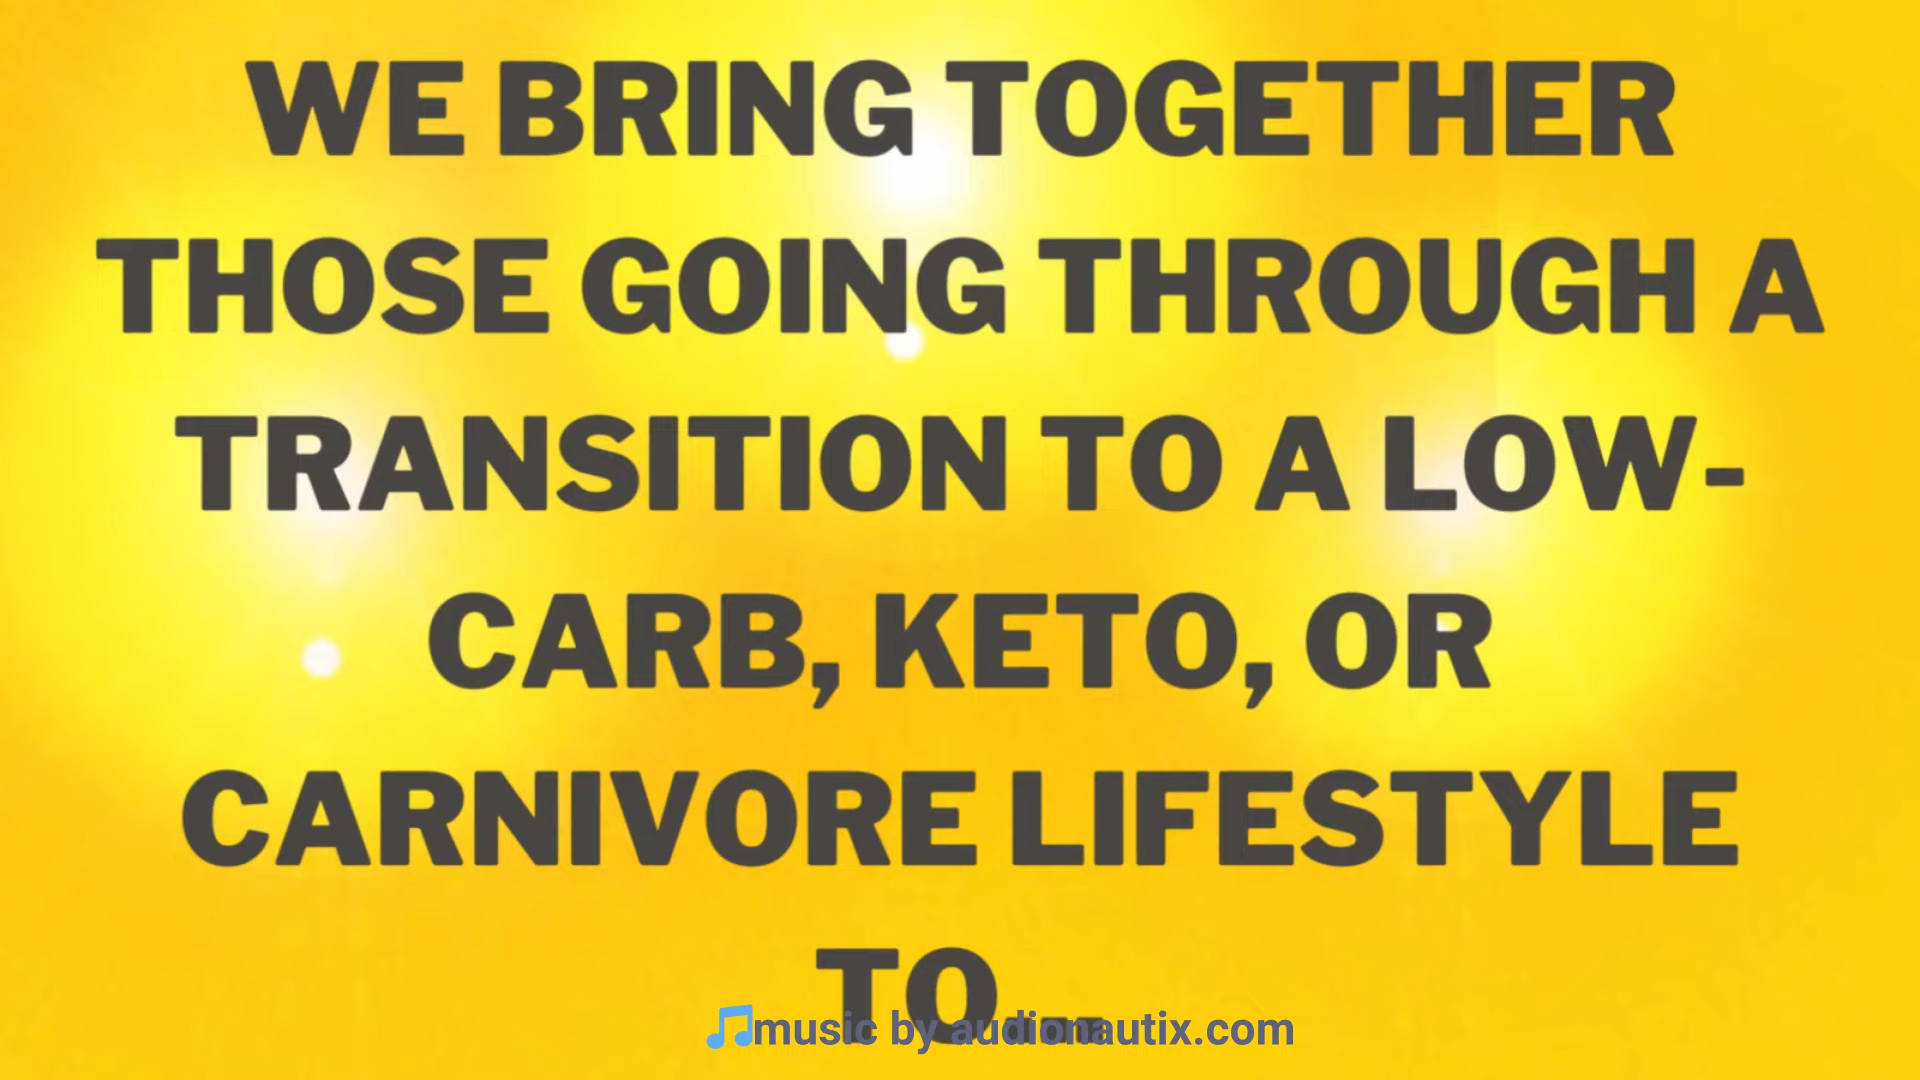 WE BRING TOGETHER
THOSE GOING THROUGH A
TRANSITION TO A LOW-
CARB, KETO, OR
CARNIVORE LIFESTYLE
TO...
🎵music by audionautix.com